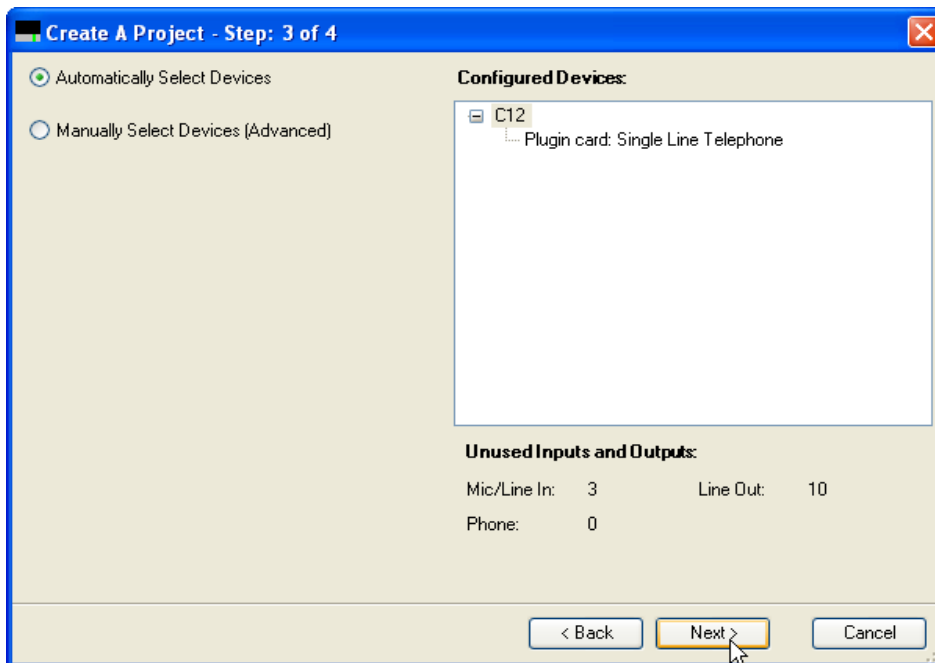 Create A Project - Step: 3 of 4
Automatically Select Devices
Manually Select Devices (Advanced)
Configured Devices:
C12
Plugin card: Single Line Telephone
Unused Inputs and Outputs:
Mic/Line In: 3 Line Out: 10
Phone: 0
< Back Next > Cancel